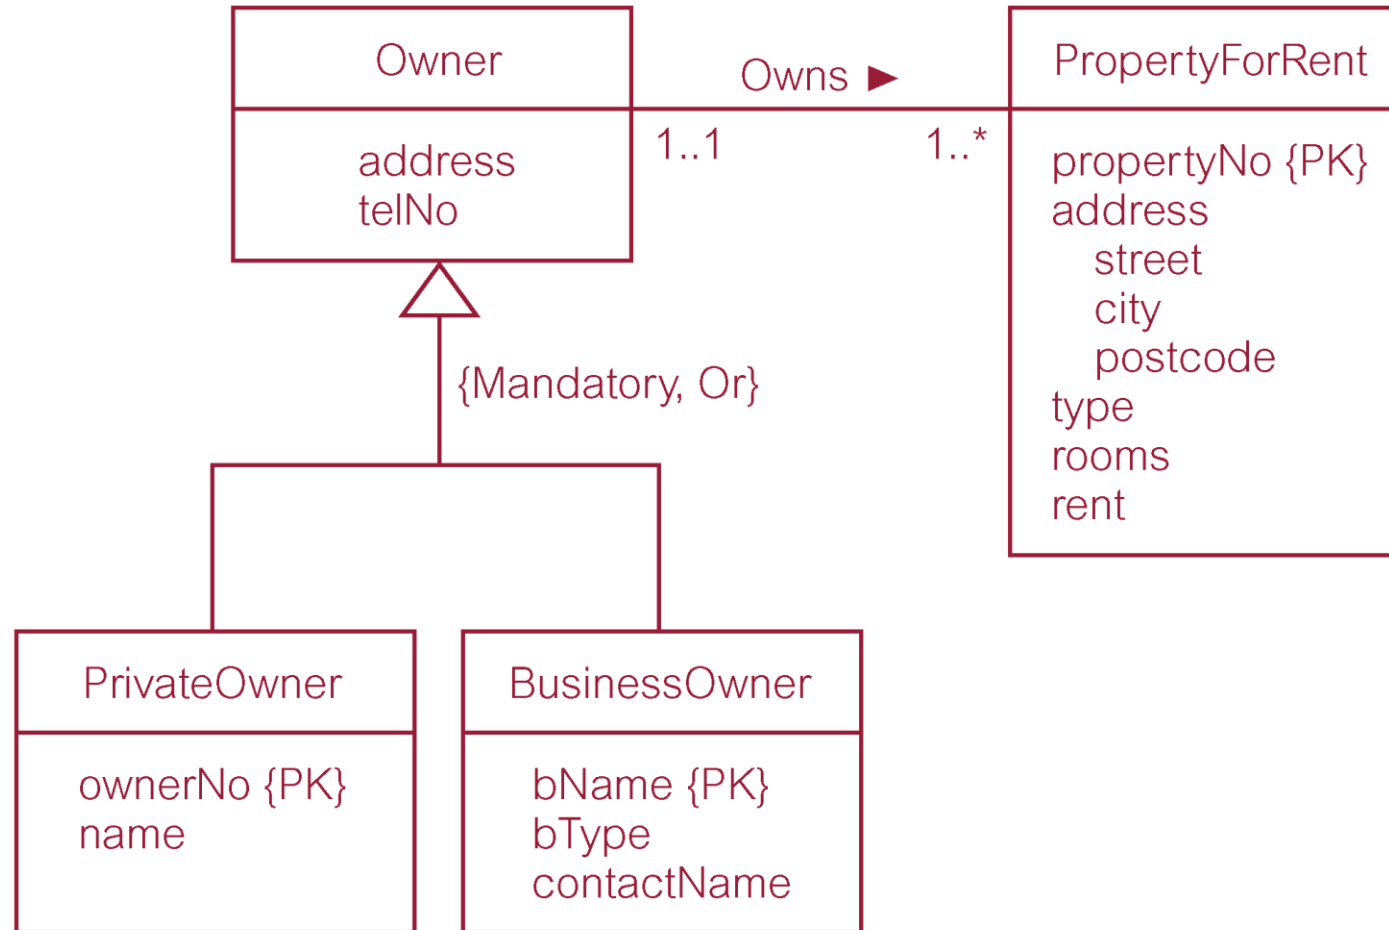 Owner
address
telNo
Owns ►
1..1
1..*
PropertyForRent
propertyNo {PK}
address
street
city
postcode
type
rooms
rent
{Mandatory, Or}
PrivateOwner
ownerNo {PK}
name
BusinessOwner
bName {PK}
bType
contactName